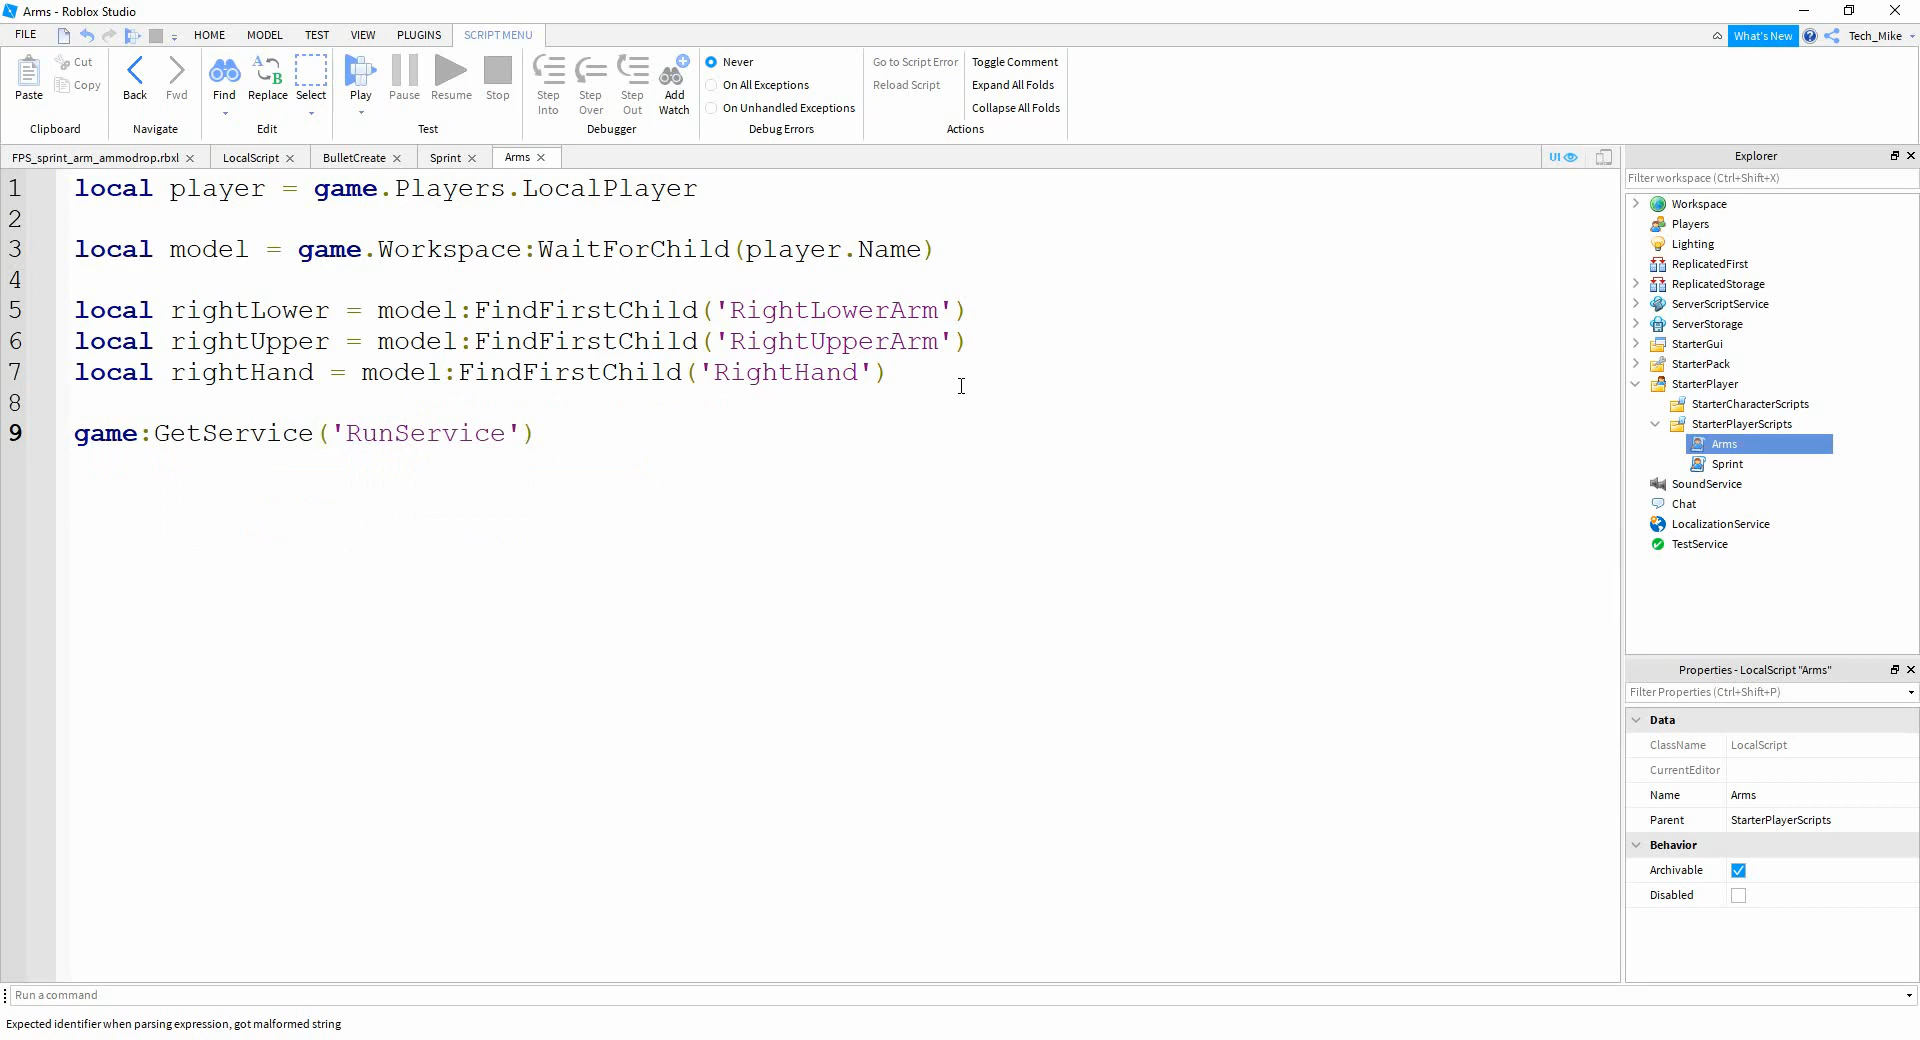 Arms - Roblox Studio
FILE HOME MODEL TEST VIEW PLUGINS SCRIPT MENU What's New Tech_Mike
Paste Cut Copy Back Fwd Find Replace Select Play Pause Resume Stop Step Into Step Over Step Out Add Watch
Never
On All Exceptions
On Unhandled Exceptions
Go to Script Error
Reload Script
Toggle Comment
Expand All Folds
Collapse All Folds
Clipboard Navigate Edit Test Debugger Debug Errors Actions
FPS_sprint_arm_ammodrop.rbxl LocalScript BulletCreate Sprint Arms UI
1 local player = game.Players.LocalPlayer
2
3 local model = game.Workspace:WaitForChild(player.Name)
4
5 local rightLower = model:FindFirstChild('RightLowerArm')
6 local rightUpper = model:FindFirstChild('RightUpperArm')
7 local rightHand = model:FindFirstChild('RightHand')
8
9 game:GetService('RunService')
Explorer
Filter workspace (Ctrl+Shift+X)
Workspace
Players
Lighting
ReplicatedFirst
ReplicatedStorage
ServerScriptService
ServerStorage
StarterGui
StarterPack
StarterPlayer
StarterCharacterScripts
StarterPlayerScripts
Arms
Sprint
SoundService
Chat
LocalizationService
TestService
Properties - LocalScript "Arms"
Filter Properties (Ctrl+Shift+P)
Data
ClassName LocalScript
CurrentEditor
Name Arms
Parent StarterPlayerScripts
Behavior
Archivable
Disabled
Run a command
Expected identifier when parsing expression, got malformed string